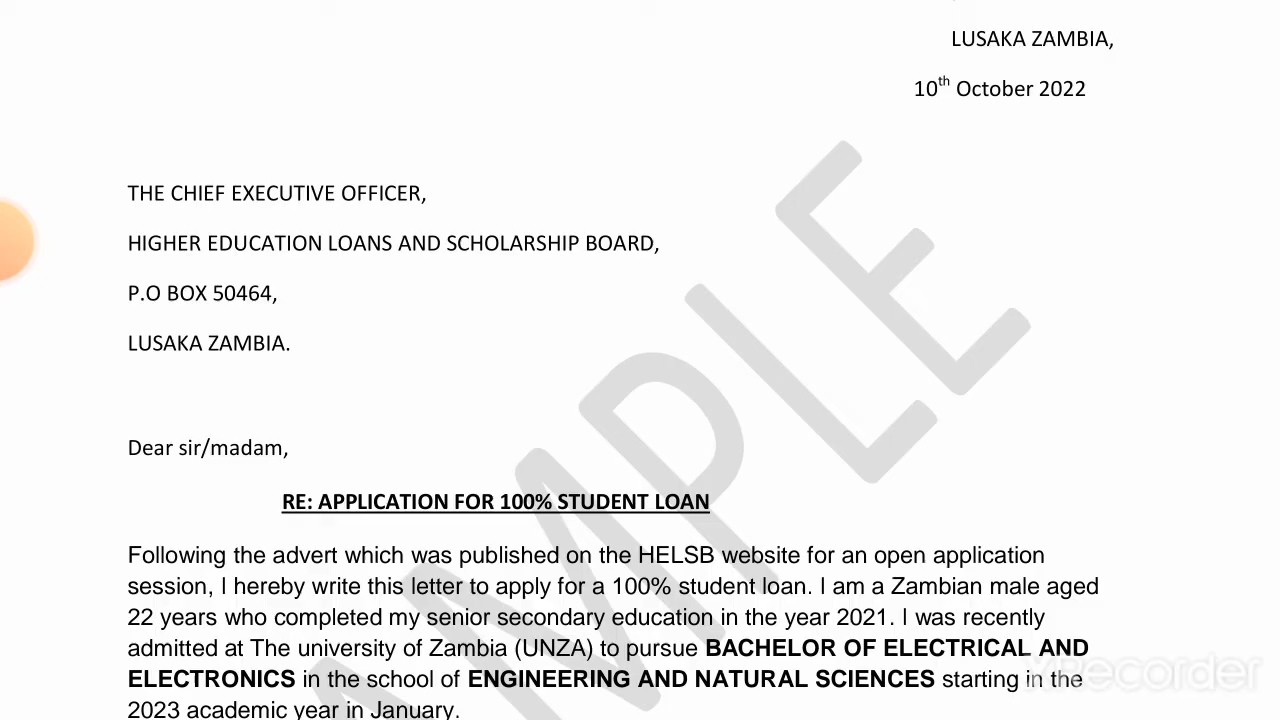 LUSAKA ZAMBIA,
10th October 2022
THE CHIEF EXECUTIVE OFFICER,
HIGHER EDUCATION LOANS AND SCHOLARSHIP BOARD,
P.O BOX 50464,
LUSAKA ZAMBIA.
Dear sir/madam,
RE: APPLICATION FOR 100% STUDENT LOAN
Following the advert which was published on the HELSB website for an open application
session, I hereby write this letter to apply for a 100% student loan. I am a Zambian male aged
22 years who completed my senior secondary education in the year 2021. I was recently
admitted at The university of Zambia (UNZA) to pursue BACHELOR OF ELECTRICAL AND
ELECTRONICS in the school of ENGINEERING AND NATURAL SCIENCES starting in the
2023 academic year in January.
AMPLE
XRecorder